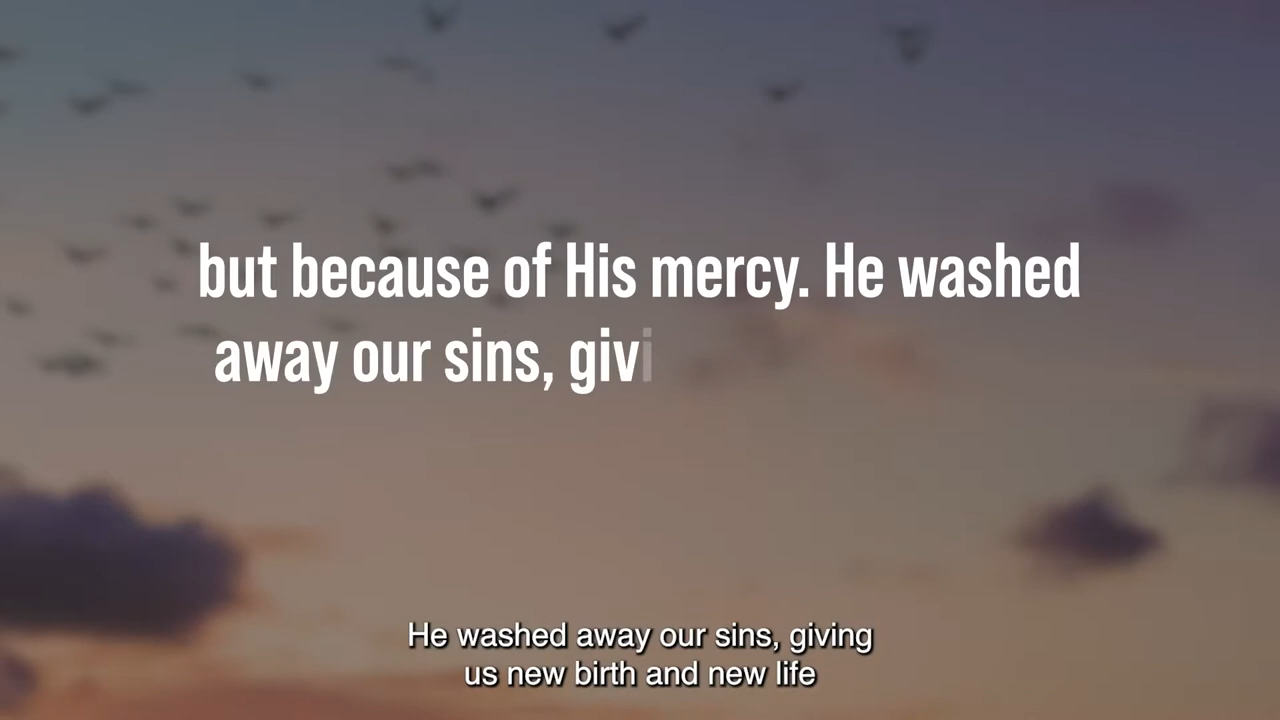 but because of His mercy. He washed
away our sins, givi
He washed away our sins, giving
us new birth and new life